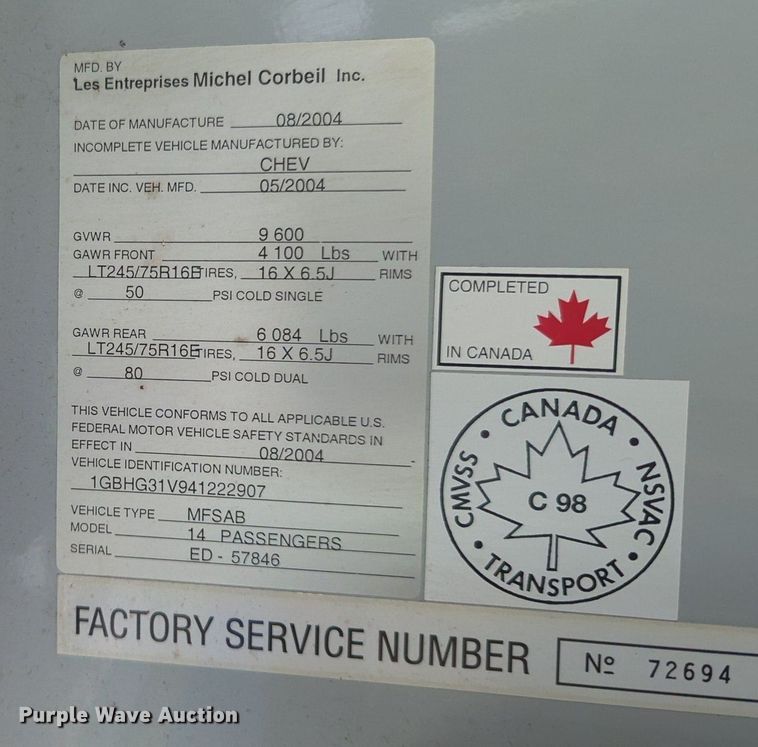 MFD. BY
Les Entreprises Michel Corbeil Inc.
DATE OF MANUFACTURE 08/2004
INCOMPLETE VEHICLE MANUFACTURED BY:
CHEV
DATE INC. VEH. MFD. 05/2004
GVWR 9 600
GAWR FRONT 4 100 Lbs WITH
LT245/75R16E TIRES, 16 X 6.5J RIMS
@ 50 PSI COLD SINGLE
GAWR REAR 6 084 Lbs WITH
LT245/75R16E TIRES, 16 X 6.5J RIMS
@ 80 PSI COLD DUAL
THIS VEHICLE CONFORMS TO ALL APPLICABLE U.S.
FEDERAL MOTOR VEHICLE SAFETY STANDARDS IN
EFFECT IN 08/2004
VEHICLE IDENTIFICATION NUMBER:
1GBHG31V941222907
VEHICLE TYPE MFSAB
MODEL 14 PASSENGERS
SERIAL ED - 57846
COMPLETED
IN CANADA
CANADA
CMVSS
NSVAC
C 98
TRANSPORT
FACTORY SERVICE NUMBER
Nº 72694
Purple Wave Auction